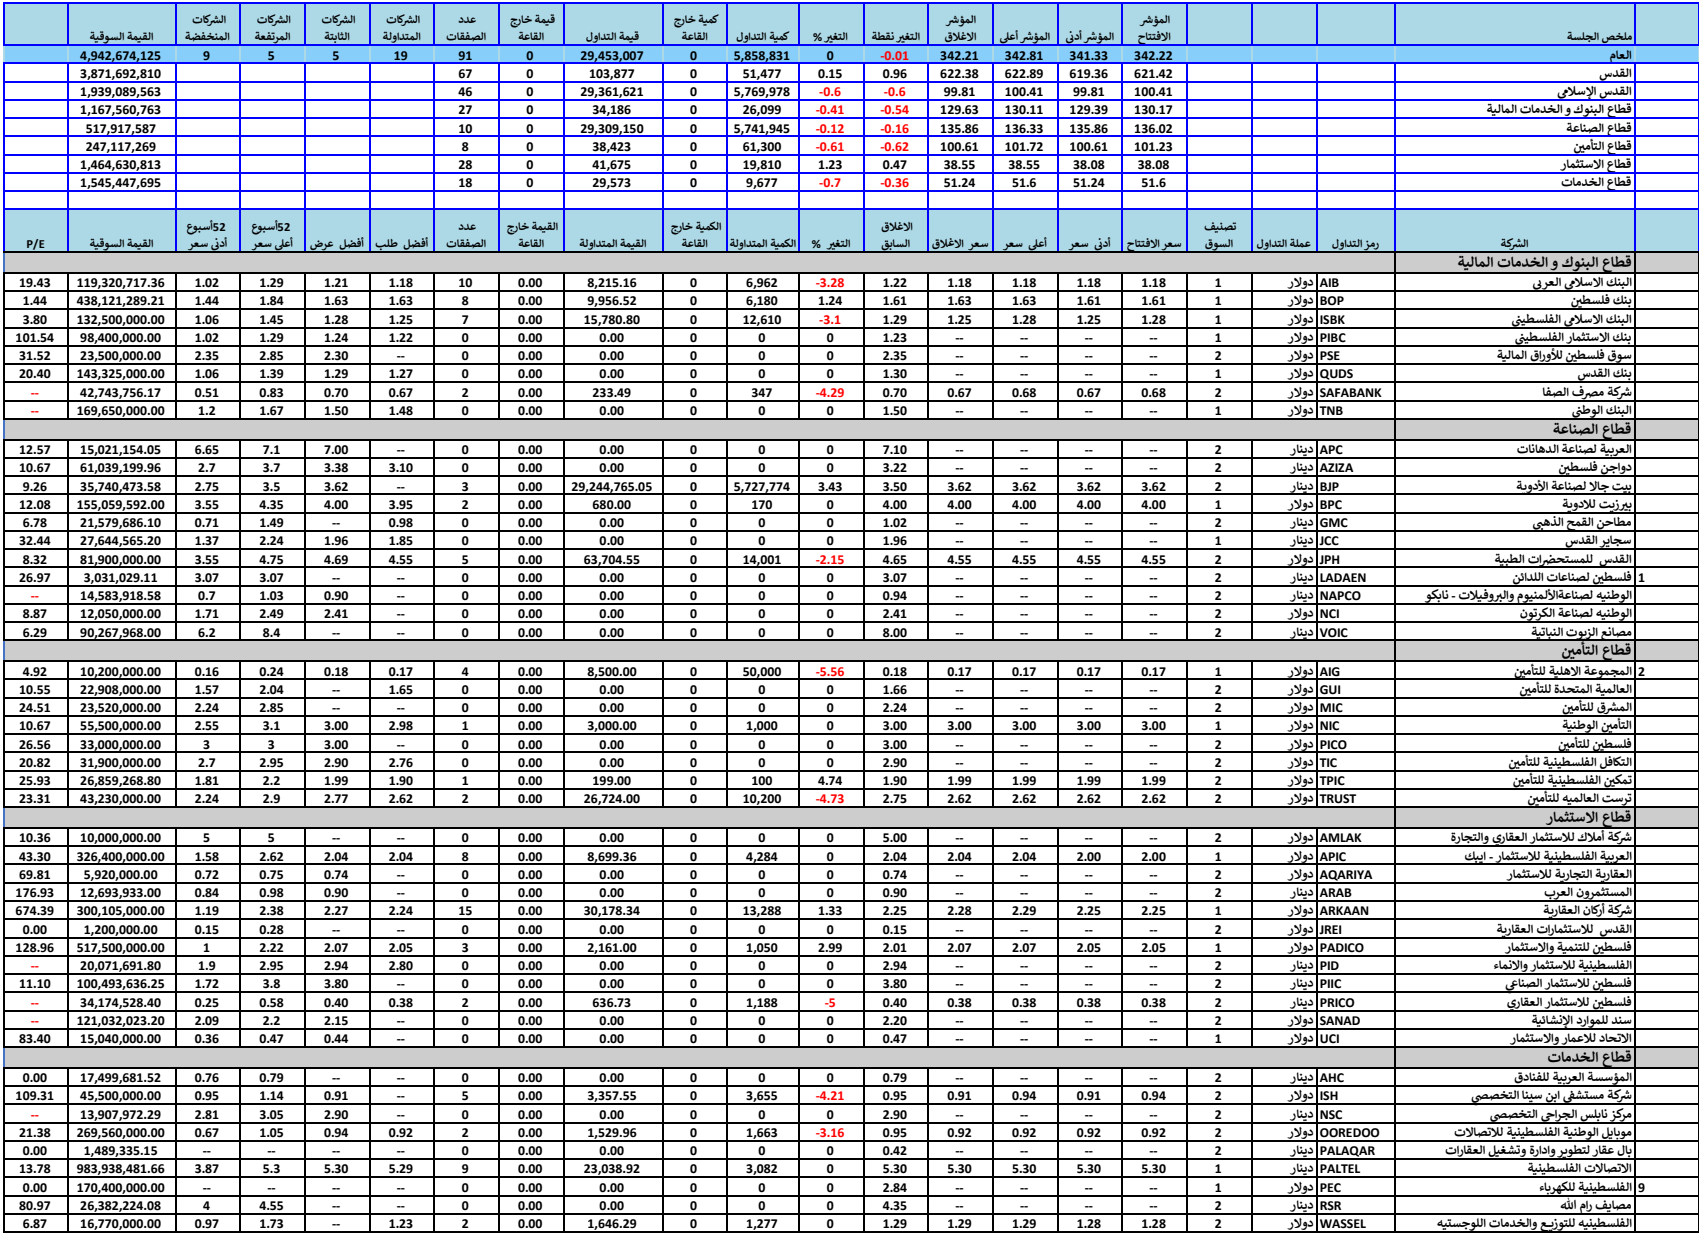 ملخص الجلسة المؤشر الافتتاح المؤشر أدنى المؤشر أعلى المؤشر الاغلاق التغير نقطة التغير % كمية التداول كمية خارج القاعة قيمة التداول قيمة خارج القاعة عدد الصفقات الشركات المتداولة الشركات الثابتة الشركات المرتفعة الشركات المنخفضة القيمة السوقية
العام 342.22 341.33 342.81 342.21 -0.01 0 5,858,831 0 29,453,007 0 91 19 5 5 9 4,942,674,125
القدس 621.42 619.36 622.89 622.38 0.96 0.15 51,477 0 103,877 0 67 3,871,692,810
القدس الإسلامي 100.41 99.81 100.41 99.81 -0.6 -0.6 5,769,978 0 29,361,621 0 46 1,939,089,563
قطاع البنوك و الخدمات المالية 130.17 129.39 130.11 129.63 -0.54 -0.41 26,099 0 34,186 0 27 1,167,560,763
قطاع الصناعة 136.02 135.86 136.33 135.86 -0.16 -0.12 5,741,945 0 29,309,150 0 10 517,917,587
قطاع التأمين 101.23 100.61 101.72 100.61 -0.62 -0.61 61,300 0 38,423 0 8 247,117,269
قطاع الاستثمار 38.08 38.08 38.55 38.55 0.47 1.23 19,810 0 41,675 0 28 1,464,630,813
قطاع الخدمات 51.6 51.24 51.6 51.24 -0.36 -0.7 9,677 0 29,573 0 18 1,545,447,695
الشركة رمز التداول عملة التداول تصنيف السوق سعر الافتتاح أدنى سعر أعلى سعر سعر الاغلاق الاغلاق السابق التغير % الكمية المتداولة الكمية خارج القاعة القيمة المتداولة القيمة خارج القاعة عدد الصفقات أفضل طلب أفضل عرض 52أسبوع أعلى سعر 52أسبوع أدنى سعر القيمة السوقية P/E
قطاع البنوك و الخدمات المالية
البنك الاسلامي العربي AIB دولار 1 1.18 1.18 1.18 1.18 1.22 -3.28 6,962 0 8,215.16 0.00 10 1.18 1.21 1.29 1.02 119,320,717.36 19.43
بنك فلسطين BOP دولار 1 1.61 1.61 1.63 1.63 1.61 1.24 6,180 0 9,956.52 0.00 8 1.63 1.63 1.84 1.44 438,121,289.21 1.44
البنك الاسلامي الفلسطيني ISBK دولار 1 1.28 1.25 1.28 1.25 1.29 -3.1 12,610 0 15,780.80 0.00 7 1.25 1.28 1.45 1.06 132,500,000.00 3.80
بنك الاستثمار الفلسطيني PIBC دولار 1 -- -- -- -- 1.23 0 0 0 0.00 0.00 0 1.22 1.24 1.29 1.02 98,400,000.00 101.54
سوق فلسطين للأوراق المالية PSE دولار 2 -- -- -- -- 2.35 0 0 0 0.00 0.00 0 -- 2.30 2.85 2.35 23,500,000.00 31.52
بنك القدس QUDS دولار 1 -- -- -- -- 1.30 0 0 0 0.00 0.00 0 1.27 1.29 1.39 1.06 143,325,000.00 20.40
شركة مصرف الصفا SAFABANK دولار 2 0.68 0.67 0.68 0.67 0.70 -4.29 347 0 233.49 0.00 2 0.67 0.70 0.83 0.51 42,743,756.17 --
البنك الوطني TNB دولار 1 -- -- -- -- 1.50 0 0 0 0.00 0.00 0 1.48 1.50 1.67 1.2 169,650,000.00 --
قطاع الصناعة
العربية لصناعة الدهانات APC دينار 2 -- -- -- -- 7.10 0 0 0 0.00 0.00 0 -- 7.00 7.1 6.65 15,021,154.05 12.57
دواجن فلسطين AZIZA دينار 2 -- -- -- -- 3.22 0 0 0 0.00 0.00 0 3.10 3.38 3.7 2.7 61,039,199.96 10.67
بيت جالا لصناعة الأدوية BJP دينار 2 3.62 3.62 3.62 3.62 3.50 3.43 5,727,774 0 29,244,765.05 0.00 3 -- 3.62 3.5 2.75 35,740,473.58 9.26
بيرزيت للادوية BPC دولار 1 4.00 4.00 4.00 4.00 4.00 0 170 0 680.00 0.00 2 3.95 4.00 4.35 3.55 155,059,592.00 12.08
مطاحن القمح الذهبي GMC دينار 2 -- -- -- -- 1.02 0 0 0 0.00 0.00 0 0.98 -- 1.49 0.71 21,579,686.10 6.78
سجاير القدس JCC دينار 1 -- -- -- -- 1.96 0 0 0 0.00 0.00 0 1.85 1.96 2.24 1.37 27,644,565.20 32.44
القدس للمستحضرات الطبية JPH دولار 2 4.55 4.55 4.55 4.55 4.65 -2.15 14,001 0 63,704.55 0.00 5 4.55 4.69 4.75 3.55 81,900,000.00 8.32
1 فلسطين لصناعات اللدائن LADAEN دينار 2 -- -- -- -- 3.07 0 0 0 0.00 0.00 0 -- -- 3.07 3.07 3,031,029.11 26.97
الوطنيه لصناعةالألمنيوم والبروفيلات - نابكو NAPCO دينار 2 -- -- -- -- 0.94 0 0 0 0.00 0.00 0 -- 0.90 1.03 0.7 14,583,918.58 --
الوطنيه لصناعة الكرتون NCI دولار 2 -- -- -- -- 2.41 0 0 0 0.00 0.00 0 -- 2.41 2.49 1.71 12,050,000.00 8.87
مصانع الزيوت النباتية VOIC دينار 2 -- -- -- -- 8.00 0 0 0 0.00 0.00 0 -- -- 8.4 6.2 90,267,968.00 6.29
قطاع التأمين
2 المجموعة الاهلية للتأمين AIG دولار 1 0.17 0.17 0.17 0.17 0.18 -5.56 50,000 0 8,500.00 0.00 4 0.17 0.18 0.24 0.16 10,200,000.00 4.92
العالمية المتحدة للتأمين GUI دولار 2 -- -- -- -- 1.66 0 0 0 0.00 0.00 0 1.65 -- 2.04 1.57 22,908,000.00 10.55
المشرق للتأمين MIC دولار 2 -- -- -- -- 2.24 0 0 0 0.00 0.00 0 -- -- 2.85 2.24 23,520,000.00 24.51
التأمين الوطنية NIC دولار 1 3.00 3.00 3.00 3.00 3.00 0 1,000 0 3,000.00 0.00 1 2.98 3.00 3.1 2.55 55,500,000.00 10.67
فلسطين للتأمين PICO دولار 2 -- -- -- -- 3.00 0 0 0 0.00 0.00 0 -- 3.00 3 3 33,000,000.00 26.56
التكافل الفلسطينية للتأمين TIC دولار 2 -- -- -- -- 2.90 0 0 0 0.00 0.00 0 2.76 2.90 2.95 2.7 31,900,000.00 20.82
تمكين الفلسطينية للتأمين TPIC دولار 2 1.99 1.99 1.99 1.99 1.90 4.74 100 0 199.00 0.00 1 1.90 1.99 2.2 1.81 26,859,268.80 25.93
ترست العالميه للتأمين TRUST دولار 2 2.62 2.62 2.62 2.62 2.75 -4.73 10,200 0 26,724.00 0.00 2 2.62 2.77 2.9 2.24 43,230,000.00 23.31
قطاع الاستثمار
شركة أملاك للاستثمار العقاري والتجارة AMLAK دولار 2 -- -- -- -- 5.00 0 0 0 0.00 0.00 0 -- -- 5 5 10,000,000.00 10.36
العربية الفلسطينية للاستثمار - ايبك APIC دولار 1 2.00 2.00 2.04 2.04 2.04 0 4,284 0 8,699.36 0.00 8 2.04 2.04 2.62 1.58 326,400,000.00 43.30
العقارية التجارية للاستثمار AQARIYA دولار 2 -- -- -- -- 0.74 0 0 0 0.00 0.00 0 -- 0.74 0.75 0.72 5,920,000.00 69.81
المستثمرون العرب ARAB دينار 2 -- -- -- -- 0.90 0 0 0 0.00 0.00 0 -- 0.90 0.98 0.84 12,693,933.00 176.93
شركة أركان العقارية ARKAAN دولار 1 2.25 2.25 2.29 2.28 2.25 1.33 13,288 0 30,178.34 0.00 15 2.24 2.27 2.38 1.19 300,105,000.00 674.39
القدس للاستثمارات العقارية JREI دولار 2 -- -- -- -- 0.15 0 0 0 0.00 0.00 0 -- -- 0.28 0.15 1,200,000.00 0.00
فلسطين للتنمية والاستثمار PADICO دولار 1 2.05 2.05 2.07 2.07 2.01 2.99 1,050 0 2,161.00 0.00 3 2.05 2.07 2.22 1 517,500,000.00 128.96
الفلسطينية للاستثمار والانماء PID دينار 2 -- -- -- -- 2.94 0 0 0 0.00 0.00 0 2.80 2.94 2.95 1.9 20,071,691.80 --
فلسطين للاستثمار الصناعي PIIC دينار 2 -- -- -- -- 3.80 0 0 0 0.00 0.00 0 -- 3.80 3.8 1.72 100,493,636.25 11.10
فلسطين للاستثمار العقاري PRICO دينار 2 0.38 0.38 0.38 0.38 0.40 -5 1,188 0 636.73 0.00 2 0.38 0.40 0.58 0.25 34,174,528.40 --
سند للموارد الإنشائية SANAD دولار 2 -- -- -- -- 2.20 0 0 0 0.00 0.00 0 -- 2.15 2.2 2.09 121,032,023.20 --
الاتحاد للاعمار والاستثمار UCI دولار 1 -- -- -- -- 0.47 0 0 0 0.00 0.00 0 -- 0.44 0.47 0.36 15,040,000.00 83.40
قطاع الخدمات
المؤسسة العربية للفنادق AHC دينار 2 -- -- -- -- 0.79 0 0 0 0.00 0.00 0 -- -- 0.79 0.76 17,499,681.52 0.00
شركة مستشفى ابن سينا التخصصي ISH دولار 2 0.94 0.91 0.94 0.91 0.95 -4.21 3,655 0 3,357.55 0.00 5 -- 0.91 1.14 0.95 45,500,000.00 109.31
مركز نابلس الجراحي التخصصي NSC دينار 2 -- -- -- -- 2.90 0 0 0 0.00 0.00 0 -- 2.90 3.05 2.81 13,907,972.29 --
موبايل الوطنية الفلسطينية للاتصالات OOREDOO دولار 2 0.92 0.92 0.92 0.92 0.95 -3.16 1,663 0 1,529.96 0.00 2 0.92 0.94 1.05 0.67 269,560,000.00 21.38
بال عقار لتطوير وادارة وتشغيل العقارات PALAQAR دينار 2 -- -- -- -- 0.42 0 0 0 0.00 0.00 0 -- -- -- -- 1,489,335.15 0.00
الاتصالات الفلسطينية PALTEL دينار 1 5.30 5.30 5.30 5.30 5.30 0 3,082 0 23,038.92 0.00 9 5.29 5.30 5.3 3.87 983,938,481.66 13.78
9 الفلسطينية للكهرباء PEC دولار 1 -- -- -- -- 2.84 0 0 0 0.00 0.00 0 -- -- -- -- 170,400,000.00 0.00
مصايف رام الله RSR دينار 2 -- -- -- -- 4.35 0 0 0 0.00 0.00 0 -- -- 4.55 4 26,382,224.08 80.97
الفلسطينيه للتوزيع والخدمات اللوجستيه WASSEL دولار 2 1.28 1.28 1.29 1.29 1.29 0 1,277 0 1,646.29 0.00 2 1.23 -- 1.73 0.97 16,770,000.00 6.87